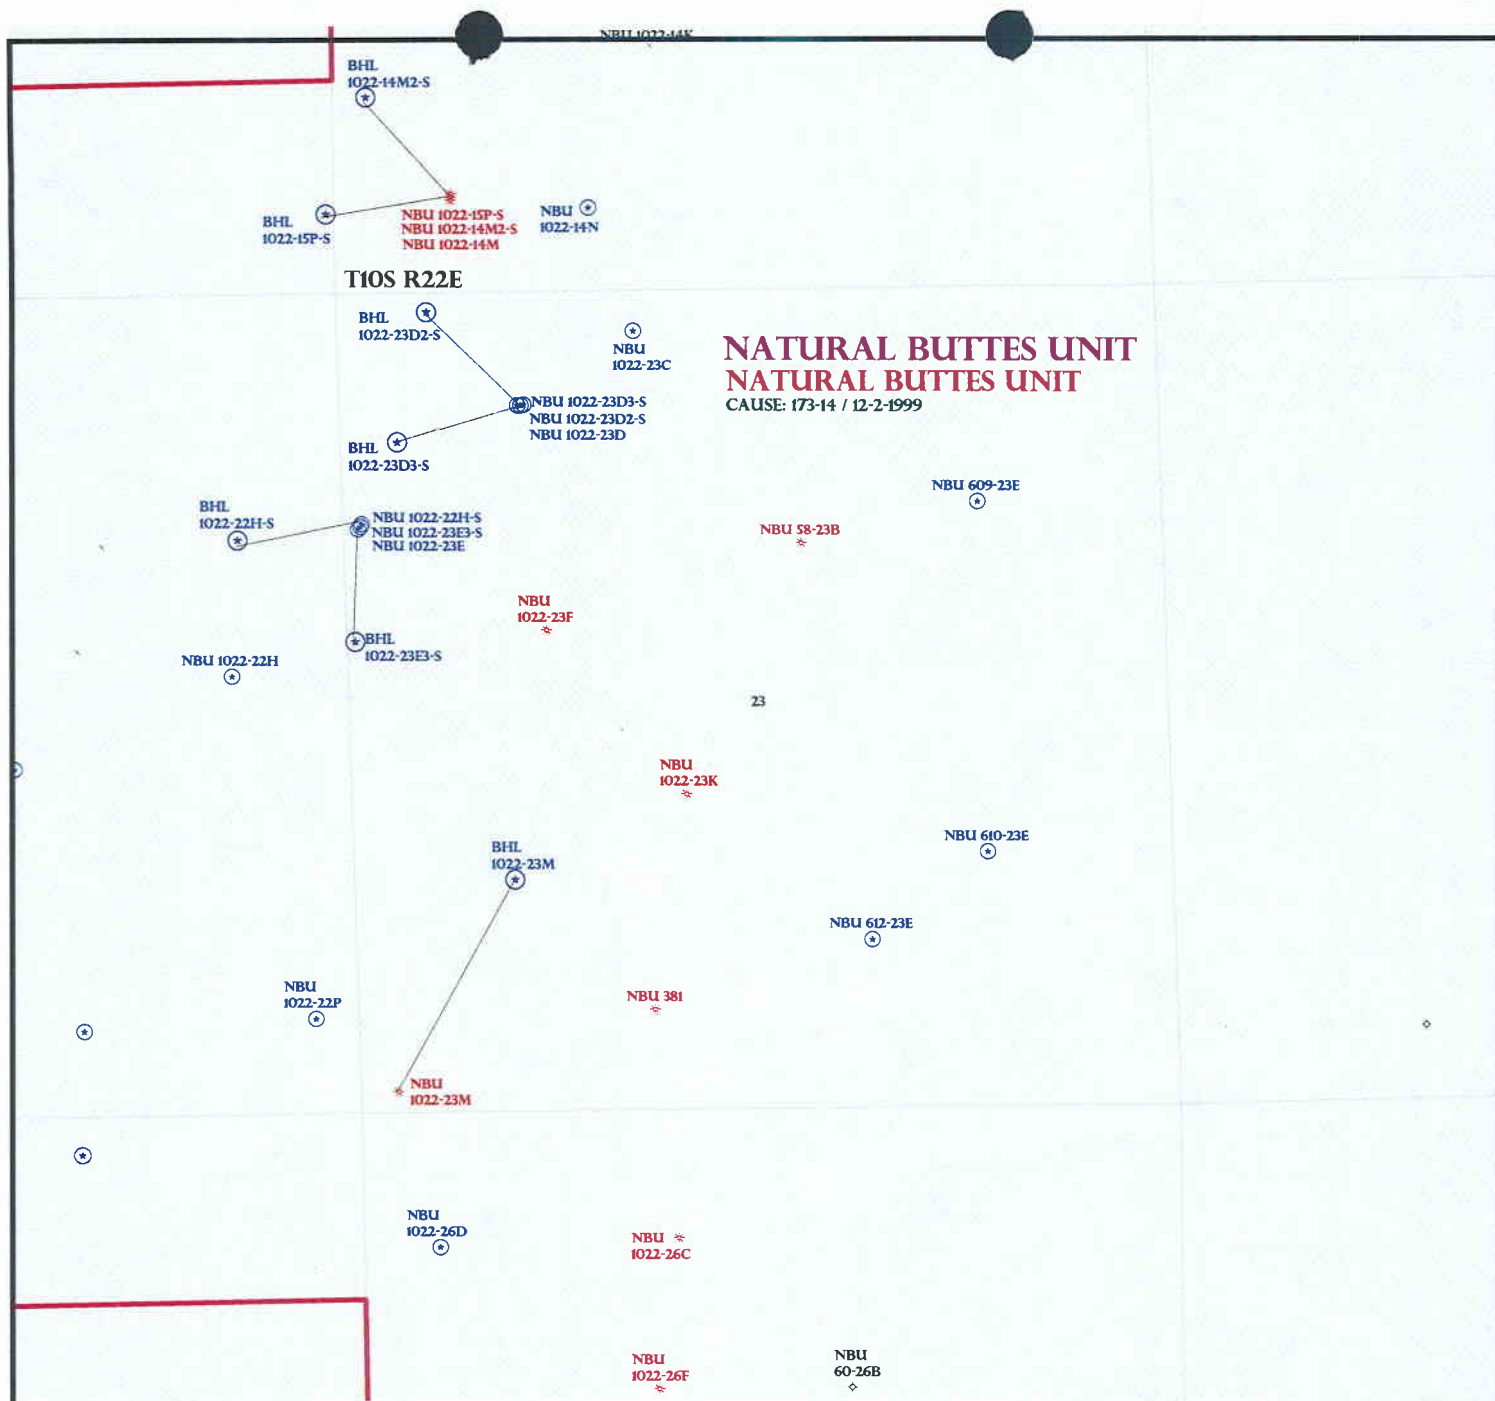 NBU 1022-14K
BHL
1022-14M2-S
BHL
1022-15P-S
NBU 1022-15P-S
NBU 1022-14M2-S
NBU 1022-14M
NBU
1022-14N
T10S R22E
BHL
1022-23D2-S
NBU
1022-23C
NATURAL BUTTES UNIT
NATURAL BUTTES UNIT
CAUSE: 173-14 / 12-2-1999
NBU 1022-23D3-S
NBU 1022-23D2-S
NBU 1022-23D
BHL
1022-23D3-S
NBU 609-23E
BHL
1022-22H-S
NBU 1022-22H-S
NBU 1022-23E3-S
NBU 1022-23E
NBU 58-23B
NBU
1022-23F
BHL
1022-23E3-S
NBU 1022-22H
23
NBU
1022-23K
NBU 610-23E
BHL
1022-23M
NBU 612-23E
NBU
1022-22P
NBU 381
NBU
1022-23M
NBU
1022-26D
NBU
1022-26C
NBU
1022-26F
NBU
60-26B